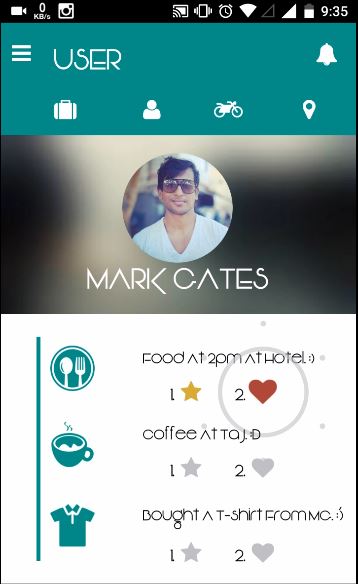 0
KB/s
9:35
USER
MARK CATES
Food at 2pm at Hotel. :)
1. 2.
Coffee at Taj. :D
1. 2.
Bought a T-shirt From MC. :')
1. 2.